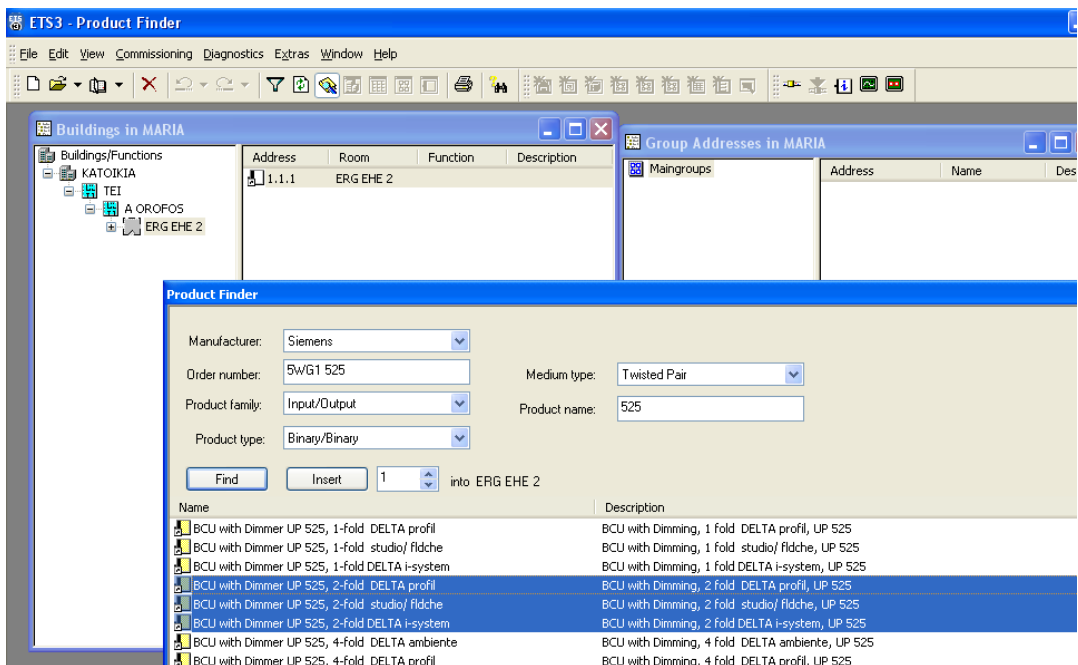 ETS3 - Product Finder
File Edit View Commissioning Diagnostics Extras Window Help
Buildings in MARIA
Buildings/Functions
KATOIKIA
TEI
A OROFOS
ERG EHE 2
Address Room Function Description
1.1.1 ERG EHE 2
Group Addresses in MARIA
Maingroups
Address Name Des
Product Finder
Manufacturer: Siemens
Order number: 5WG1 525
Medium type: Twisted Pair
Product family: Input/Output
Product name: 525
Product type: Binary/Binary
Find Insert 1 into ERG EHE 2
Name Description
BCU with Dimmer UP 525, 1-fold DELTA profil BCU with Dimming, 1 fold DELTA profil, UP 525
BCU with Dimmer UP 525, 1-fold studio/ fldche BCU with Dimming, 1 fold studio/ fldche, UP 525
BCU with Dimmer UP 525, 1-fold DELTA i-system BCU with Dimming, 1 fold DELTA i-system, UP 525
BCU with Dimmer UP 525, 2-fold DELTA profil BCU with Dimming, 2 fold DELTA profil, UP 525
BCU with Dimmer UP 525, 2-fold studio/ fldche BCU with Dimming, 2 fold studio/ fldche, UP 525
BCU with Dimmer UP 525, 2-fold DELTA i-system BCU with Dimming, 2 fold DELTA i-system, UP 525
BCU with Dimmer UP 525, 4-fold DELTA ambiente BCU with Dimming, 4 fold DELTA ambiente, UP 525
BCU with Dimmer UP 525, 4-fold DELTA profil BCU with Dimming, 4 fold DELTA profil, UP 525